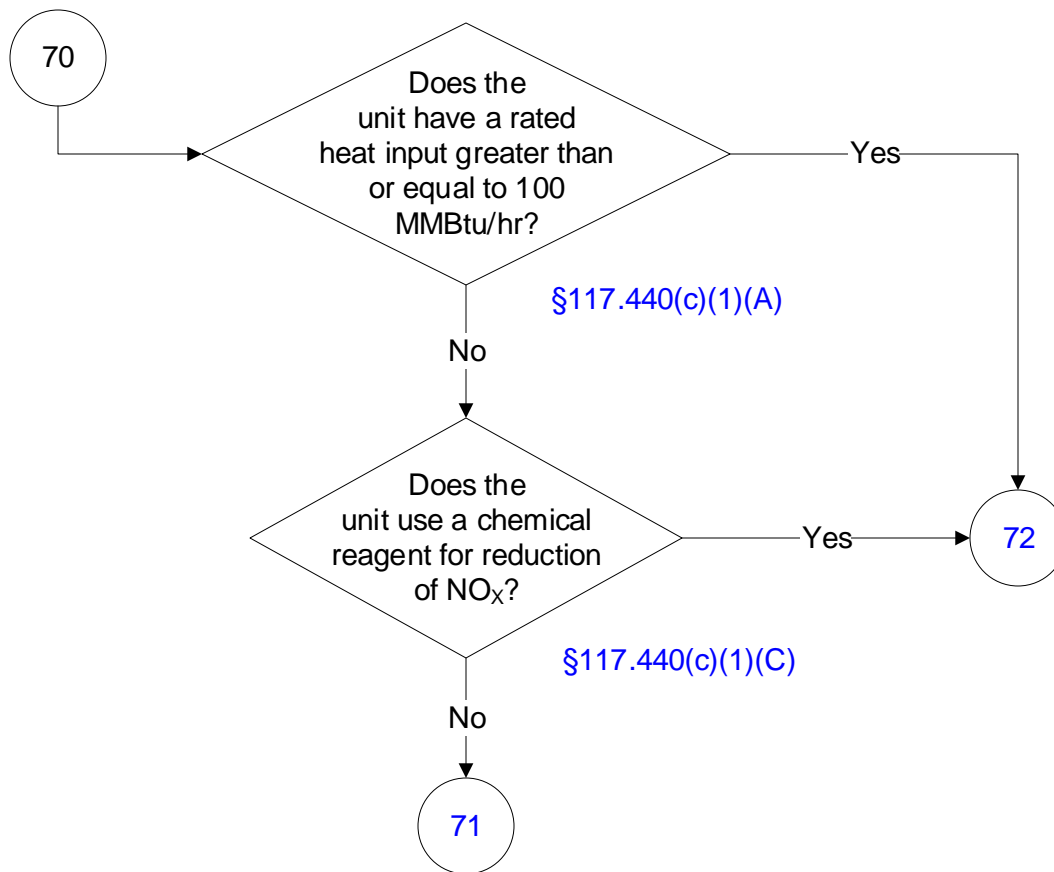 70
Does the
unit have a rated
heat input greater than
or equal to 100
MMBtu/hr?
Yes
§117.440(c)(1)(A)
No
Does the
unit use a chemical
reagent for reduction
of NOX?
Yes
72
§117.440(c)(1)(C)
No
71